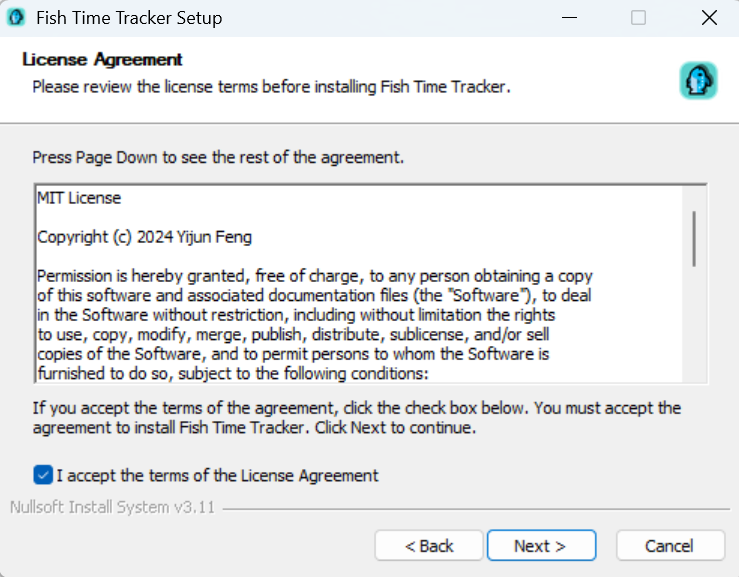 Fish Time Tracker Setup
License Agreement
Please review the license terms before installing Fish Time Tracker.
Press Page Down to see the rest of the agreement.
MIT License
Copyright (c) 2024 Yijun Feng
Permission is hereby granted, free of charge, to any person obtaining a copy
of this software and associated documentation files (the "Software"), to deal
in the Software without restriction, including without limitation the rights
to use, copy, modify, merge, publish, distribute, sublicense, and/or sell
copies of the Software, and to permit persons to whom the Software is
furnished to do so, subject to the following conditions:
If you accept the terms of the agreement, click the check box below. You must accept the
agreement to install Fish Time Tracker. Click Next to continue.
I accept the terms of the License Agreement
Nullsoft Install System v3.11
< Back Next > Cancel